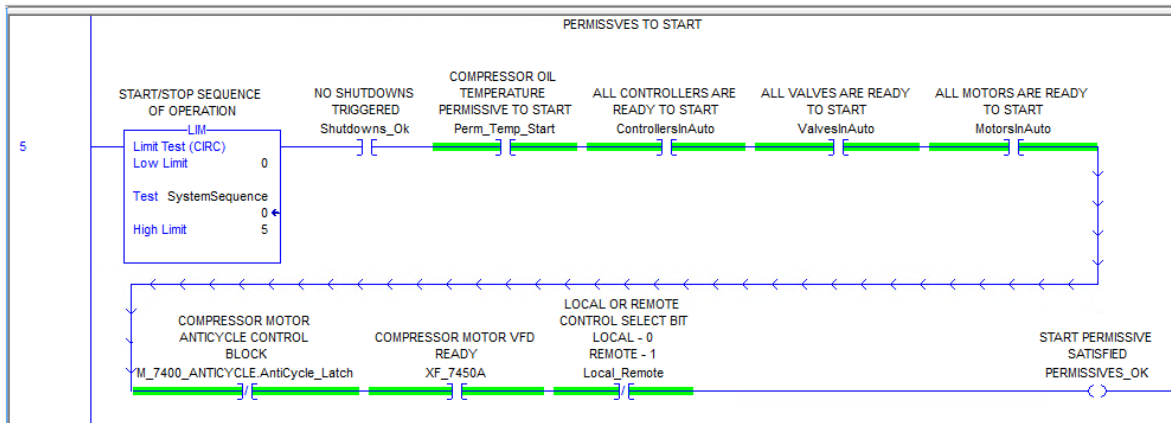 PERMISSVES TO START
START/STOP SEQUENCE
OF OPERATION
LIM
Limit Test (CIRC)
Low Limit 0
Test SystemSequence
0
High Limit 5
NO SHUTDOWNS
TRIGGERED
Shutdowns_Ok
COMPRESSOR OIL
TEMPERATURE
PERMISSIVE TO START
Perm_Temp_Start
ALL CONTROLLERS ARE
READY TO START
ControllersInAuto
ALL VALVES ARE READY
TO START
ValvesInAuto
ALL MOTORS ARE READY
TO START
MotorsInAuto
5
COMPRESSOR MOTOR
ANTICYCLE CONTROL
BLOCK
M_7400_ANTICYCLE.AntiCycle_Latch
COMPRESSOR MOTOR VFD
READY
XF_7450A
LOCAL OR REMOTE
CONTROL SELECT BIT
LOCAL - 0
REMOTE - 1
Local_Remote
START PERMISSIVE
SATISFIED
PERMISSIVES_OK